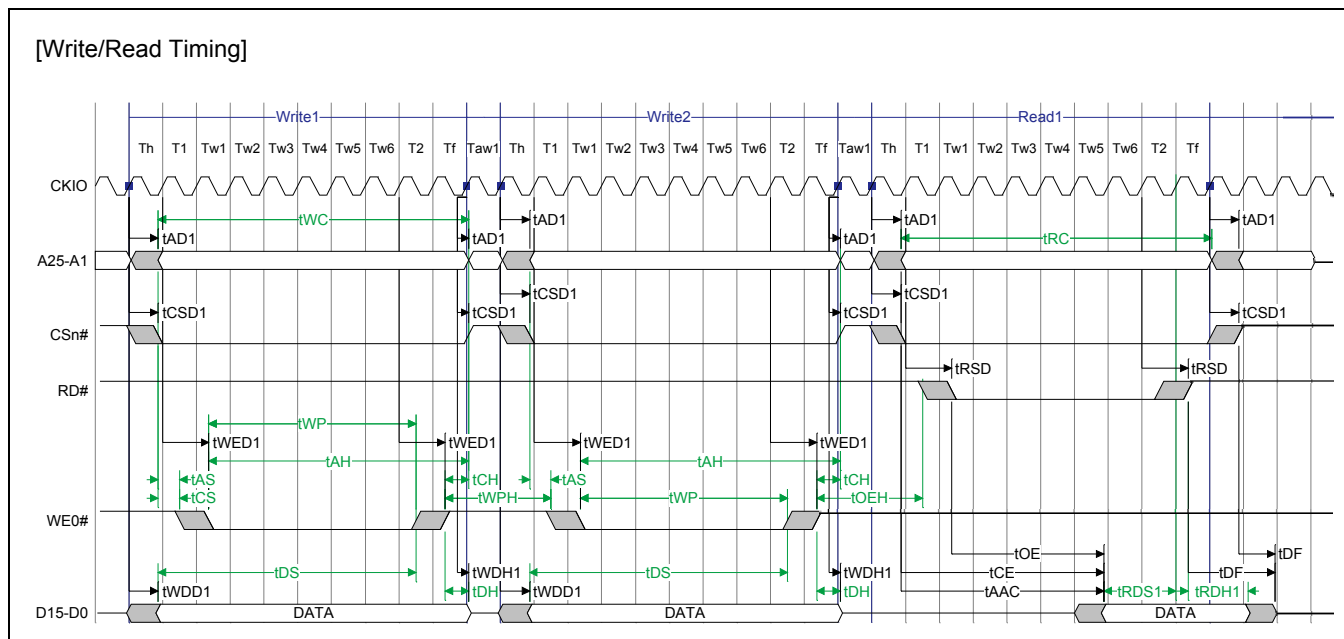 [Write/Read Timing]
Write1 Write2 Read1
Th T1 Tw1 Tw2 Tw3 Tw4 Tw5 Tw6 T2 Tf Taw1 Th T1 Tw1 Tw2 Tw3 Tw4 Tw5 Tw6 T2 Tf Taw1 Th T1 Tw1 Tw2 Tw3 Tw4 Tw5 Tw6 T2 Tf
CKIO
tWC tAD1 tAD1 tAD1
tAD1 tAD1 tAD1 tRC
A25-A1
tCSD1 tCSD1
tCSD1 tCSD1 tCSD1 tCSD1
CSn#
tRSD tRSD
RD#
tWP
tWED1 tWED1 tWED1 tWED1
tAH tAH
tAS tCH tAS tCH
tCS tWPH tWP tOEH
WE0#
tOE tDF
tDS tWDH1 tDS tWDH1 tCE tDF
tWDD1 tDH tWDD1 tDH tAAC tRDS1 tRDH1
D15-D0 DATA DATA DATA